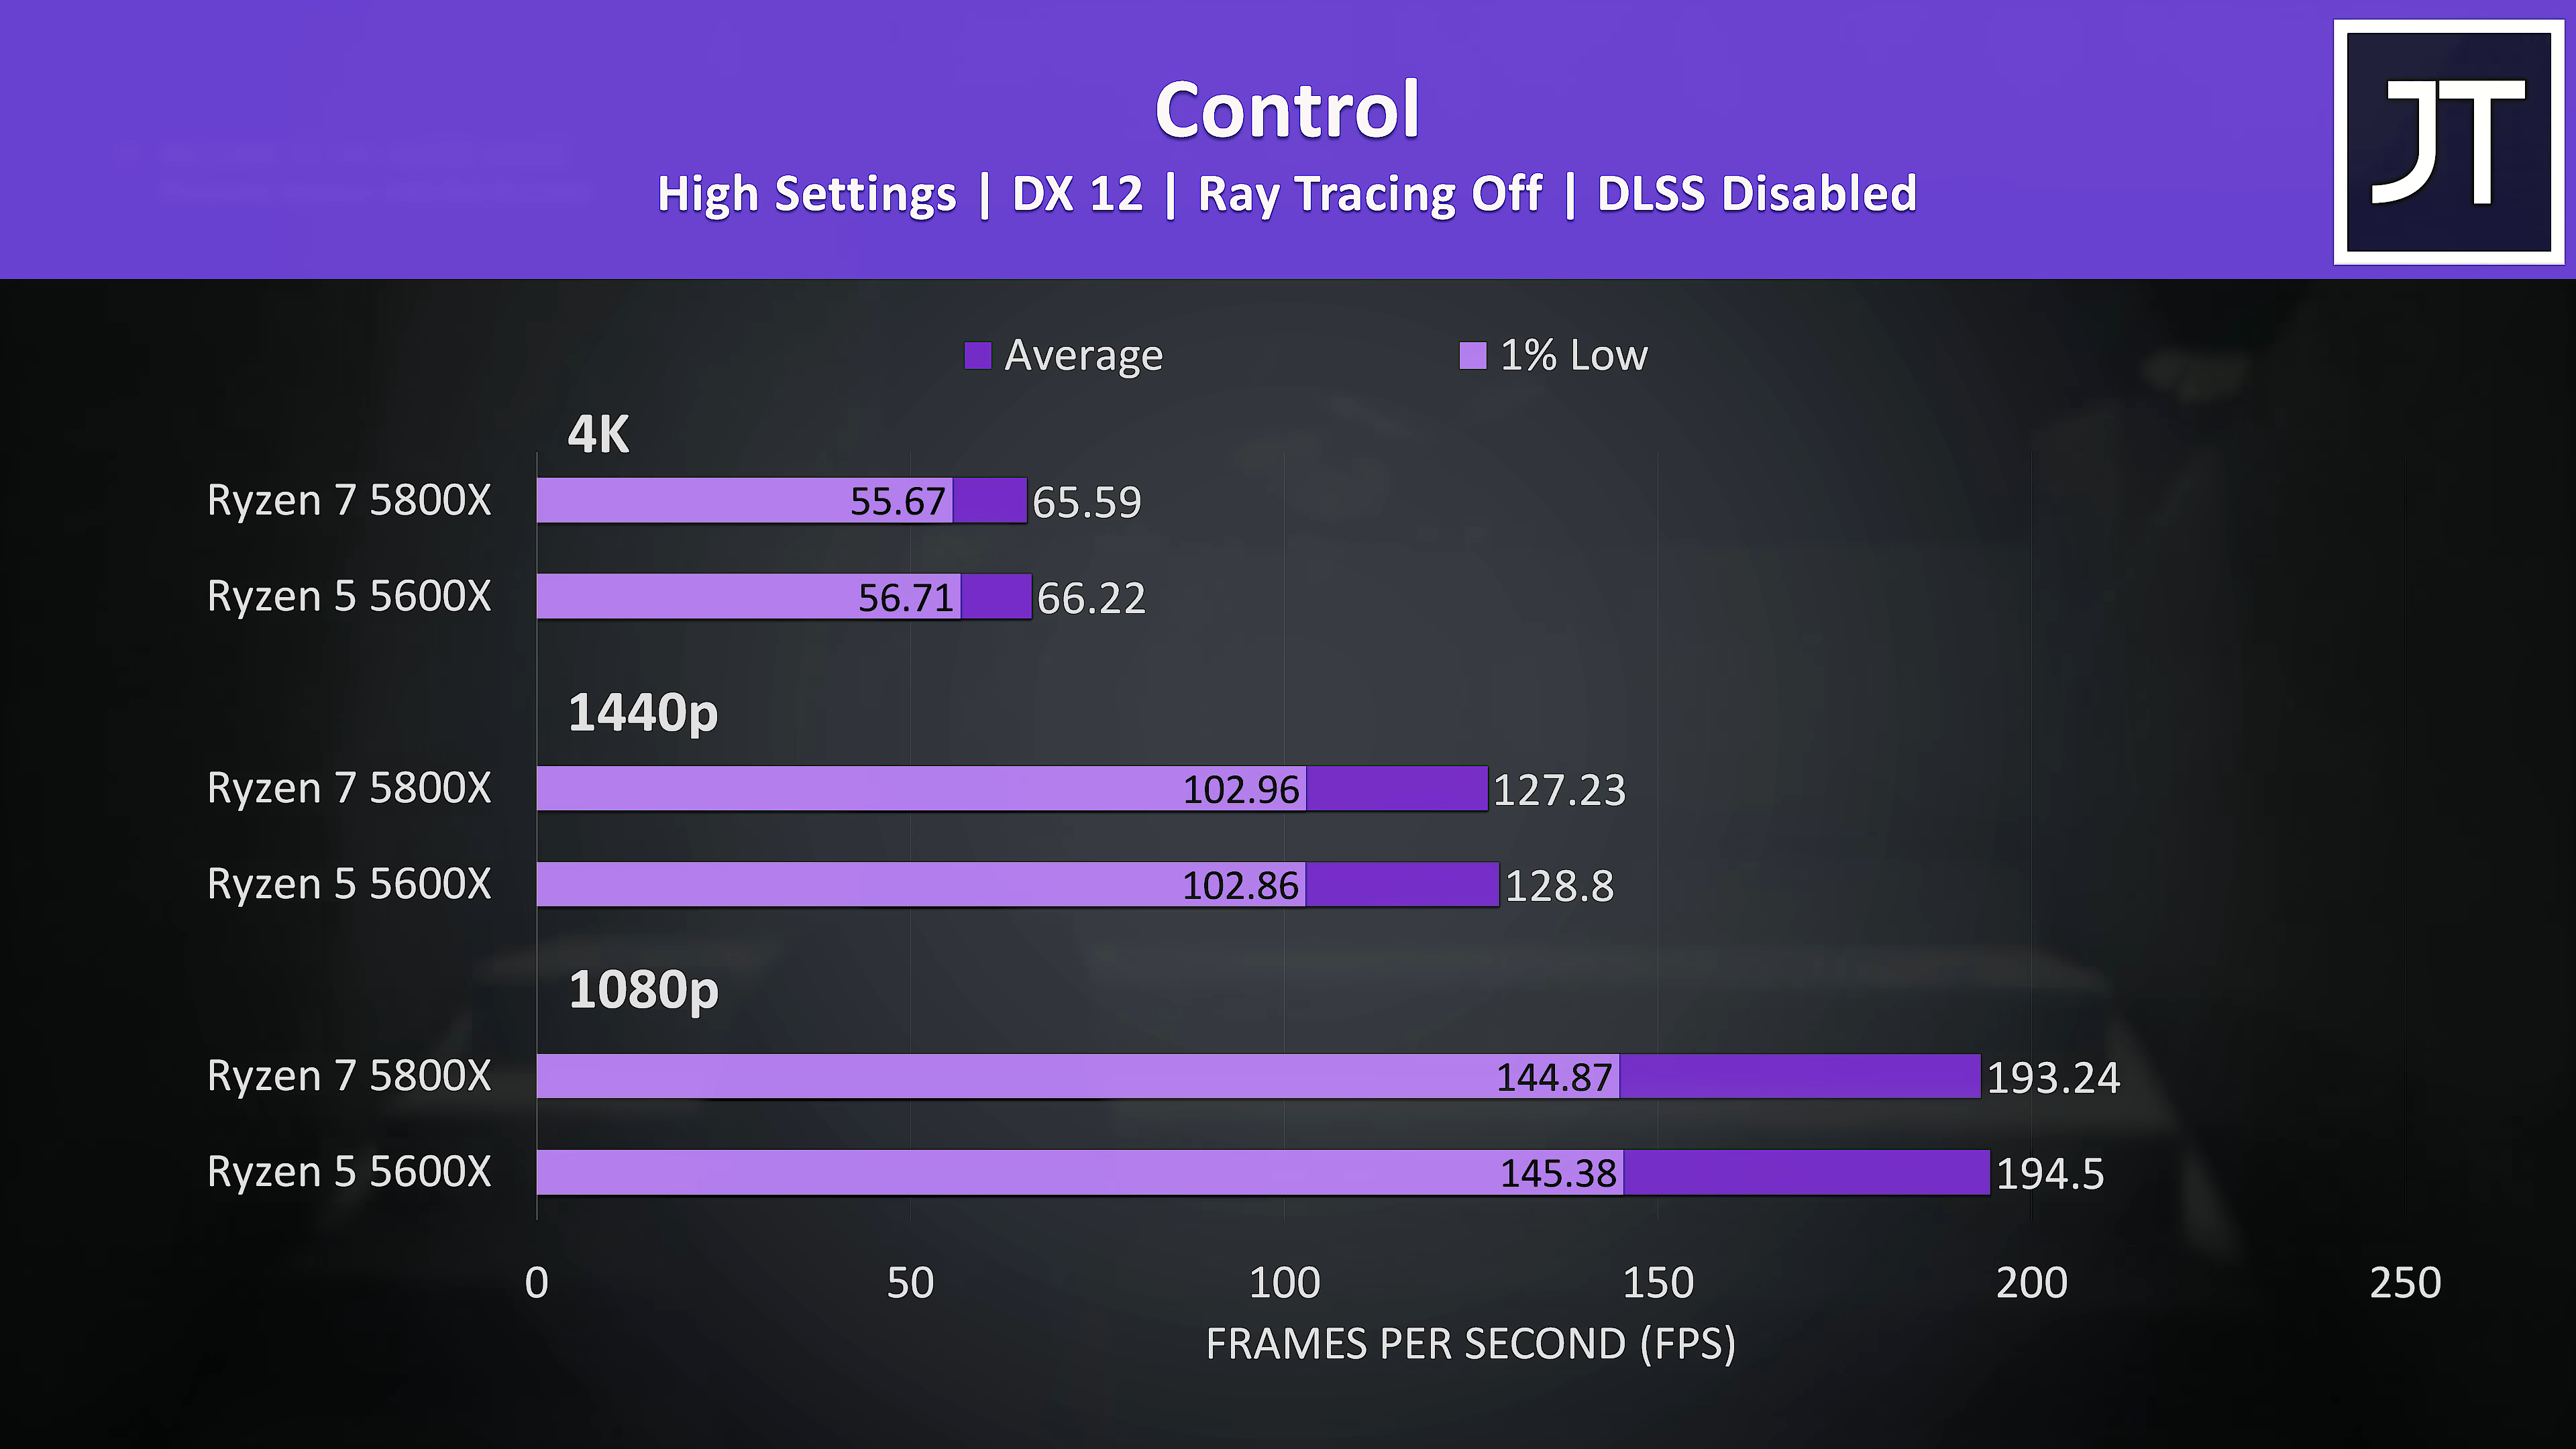 Control
High Settings | DX 12 | Ray Tracing Off | DLSS Disabled
JT
Average 1% Low
4K
Ryzen 7 5800X 55.67 65.59
Ryzen 5 5600X 56.71 66.22
1440p
Ryzen 7 5800X 102.96 127.23
Ryzen 5 5600X 102.86 128.8
1080p
Ryzen 7 5800X 144.87 193.24
Ryzen 5 5600X 145.38 194.5
0 50 100 150 200 250
FRAMES PER SECOND (FPS)